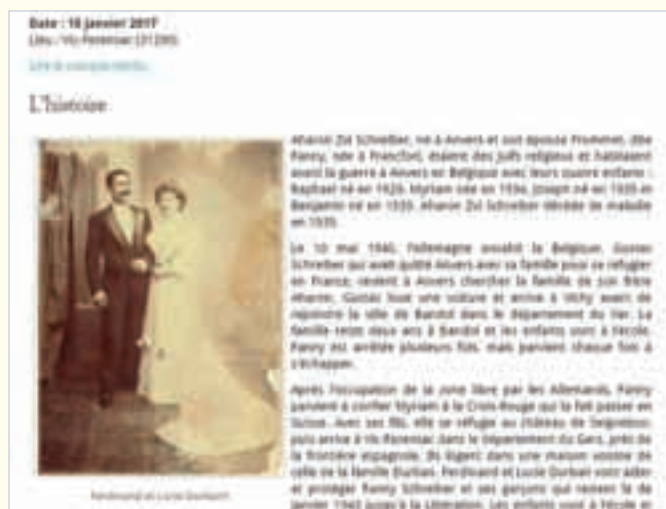 Date : 18 janvier 2017
Lieu : Vic-Fezensac (31290)
Lire le compte-rendu
L'histoire
Aharon Zvi Schreiber, né à Anvers et son épouse Frommet, dite
Fanny, née à Francfort, étaient des Juifs religieux et habitaient
avant la guerre à Anvers en Belgique avec leurs quatre enfants :
Raphael né en 1929, Myriam née en 1934, Joseph né en 1935 et
Benjamin né en 1939. Aharon Zvi Schreiber décède de maladie
en 1939.
Le 10 mai 1940, l'Allemagne envahit la Belgique. Gustav
Schreiber qui avait quitté Anvers avec sa famille pour se réfugier
en France, revient à Anvers chercher la famille de son frère
Aharon. Gustav loue une voiture et arrive à Vichy avant de
rejoindre la ville de Bandol dans le département du Var. La
famille reste deux ans à Bandol et les enfants vont à l'école.
Fanny est arrêtée plusieurs fois, mais parvient chaque fois à
s'échapper.
Après l'occupation de la zone libre par les Allemands, Fanny
parvient à confier Myriam à la Croix-Rouge qui la fait passer en
Suisse. Avec ses fils, elle se réfugie au château de Seignebon
puis arrive à Vic-Fezensac dans le département du Gers, près de
la frontière espagnole. Ils logent dans une maison voisine de
celle de la famille Durban. Ferdinand et Lucie Durban vont aider
et protéger Fanny Schreiber et ses garçons qui restent là de
janvier 1943 jusqu'à la Libération. Les enfants vont à l'école et
Ferdinand et Lucie Durban